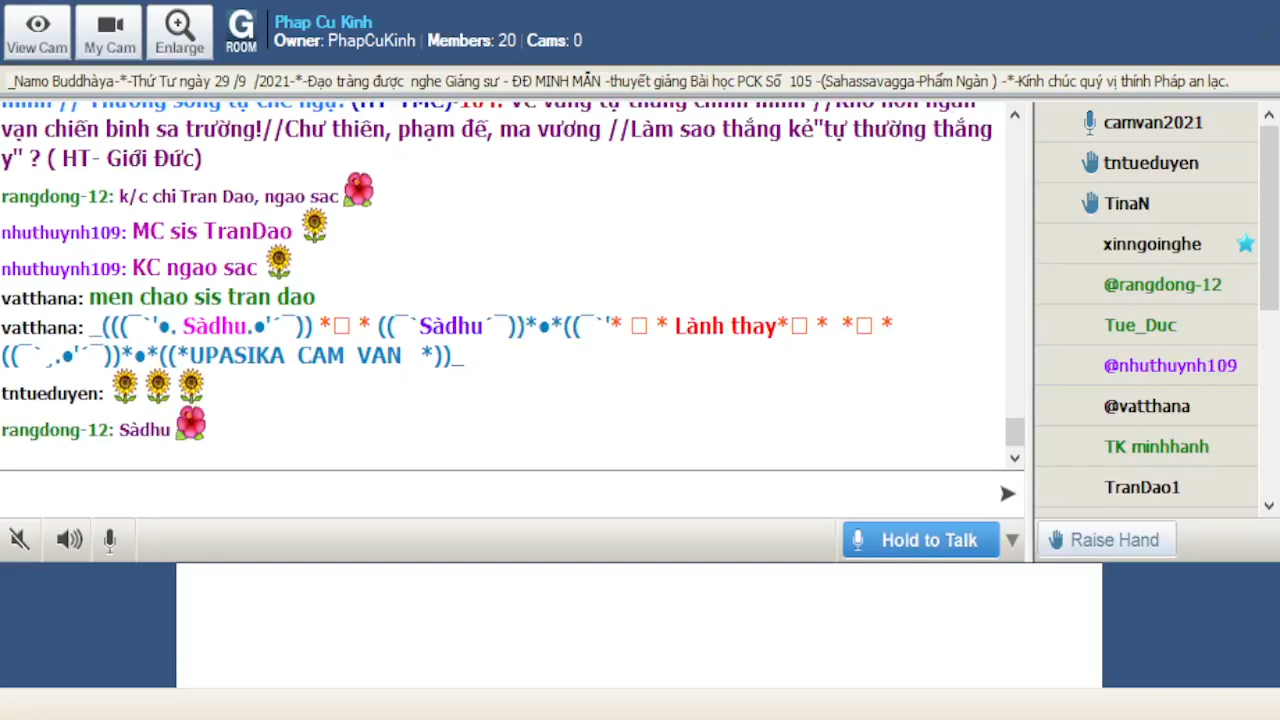 View Cam
My Cam
Enlarge
G
ROOM
Phap Cu Kinh
Owner: PhapCuKinh | Members: 20 | Cams: 0
_Namo Buddhàya-*-Thứ Tư ngày 29 /9 /2021-*-Đạo tràng được nghe Giảng sư - ĐĐ MINH MẪN -thuyết giảng Bài học PCK Số 105 -(Sahassavagga-Phẩm Ngàn ) -*-Kính chúc quý vị thính Pháp an lạc.
vạn chiến binh sa trường!//Chư thiên, phạm đế, ma vương //Làm sao thắng kẻ"tự thường thắng
y" ? ( HT- Giới Đức)
rangdong-12: k/c chi Tran Dao, ngao sac
nhuthuynh109: MC sis TranDao
nhuthuynh109: KC ngao sac
vatthana: men chao sis tran dao
vatthana: _(((¯`'●. Sàdhu.●'´¯)) *□ * ((¯`Sàdhu´¯))*●*((¯`'* □ * Lành thay*□ * *□ *
((¯`¸.●'´¯))*●*((*UPASIKA CAM VAN *))_
tntueduyen:
rangdong-12: Sàdhu
camvan2021
tntueduyen
TinaN
xinngoinghe
@rangdong-12
Tue_Duc
@nhuthuynh109
@vatthana
TK minhhanh
TranDao1
Hold to Talk
Raise Hand